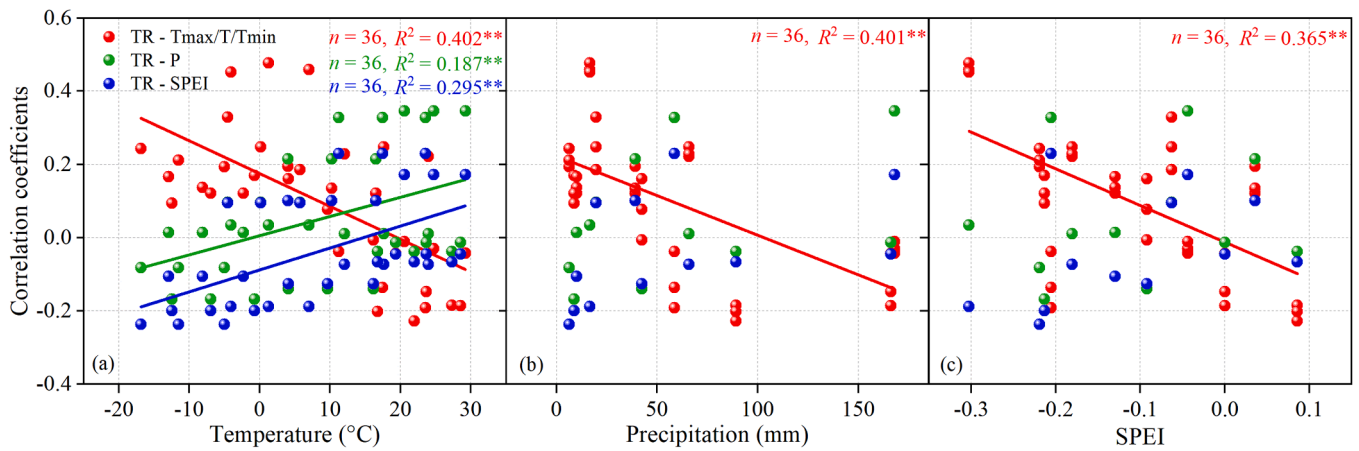 0.6
0.4
0.2
0.0
-0.2
-0.4
Correlation coefficients
TR - Tmax/T/Tmin
TR - P
TR - SPEI
n = 36, R² = 0.402**
n = 36, R² = 0.187**
n = 36, R² = 0.295**
(a)
-20 -10 0 10 20 30
Temperature (°C)
n = 36, R² = 0.401**
(b)
0 50 100 150
Precipitation (mm)
n = 36, R² = 0.365**
(c)
-0.3 -0.2 -0.1 0.0 0.1
SPEI